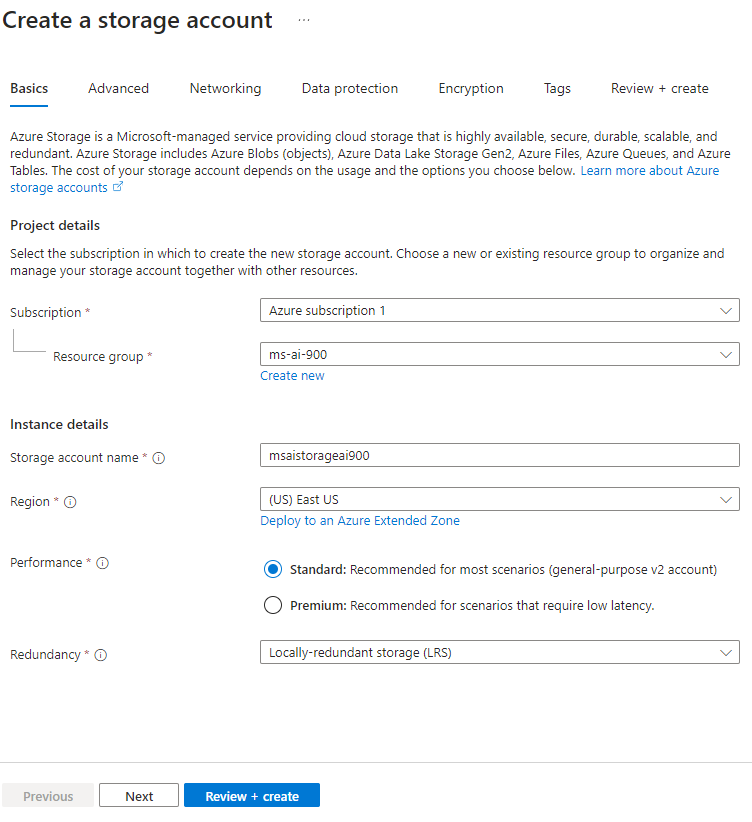 Create a storage account ...
Basics Advanced Networking Data protection Encryption Tags Review + create
Azure Storage is a Microsoft-managed service providing cloud storage that is highly available, secure, durable, scalable, and
redundant. Azure Storage includes Azure Blobs (objects), Azure Data Lake Storage Gen2, Azure Files, Azure Queues, and Azure
Tables. The cost of your storage account depends on the usage and the options you choose below. Learn more about Azure
storage accounts
Project details
Select the subscription in which to create the new storage account. Choose a new or existing resource group to organize and
manage your storage account together with other resources.
Subscription * Azure subscription 1
Resource group * ms-ai-900
Create new
Instance details
Storage account name * msaistorageai900
Region * (US) East US
Deploy to an Azure Extended Zone
Performance * Standard: Recommended for most scenarios (general-purpose v2 account)
Premium: Recommended for scenarios that require low latency.
Redundancy * Locally-redundant storage (LRS)
Previous Next Review + create